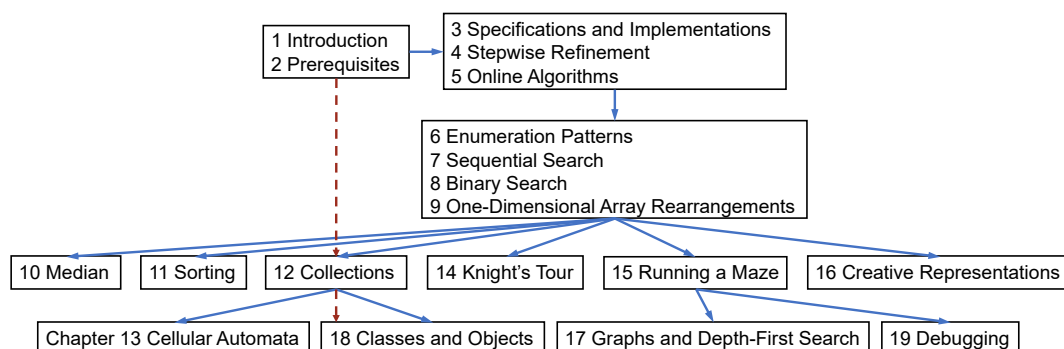 1 Introduction
2 Prerequisites
3 Specifications and Implementations
4 Stepwise Refinement
5 Online Algorithms
6 Enumeration Patterns
7 Sequential Search
8 Binary Search
9 One-Dimensional Array Rearrangements
10 Median
11 Sorting
12 Collections
14 Knight's Tour
15 Running a Maze
16 Creative Representations
Chapter 13 Cellular Automata
18 Classes and Objects
17 Graphs and Depth-First Search
19 Debugging